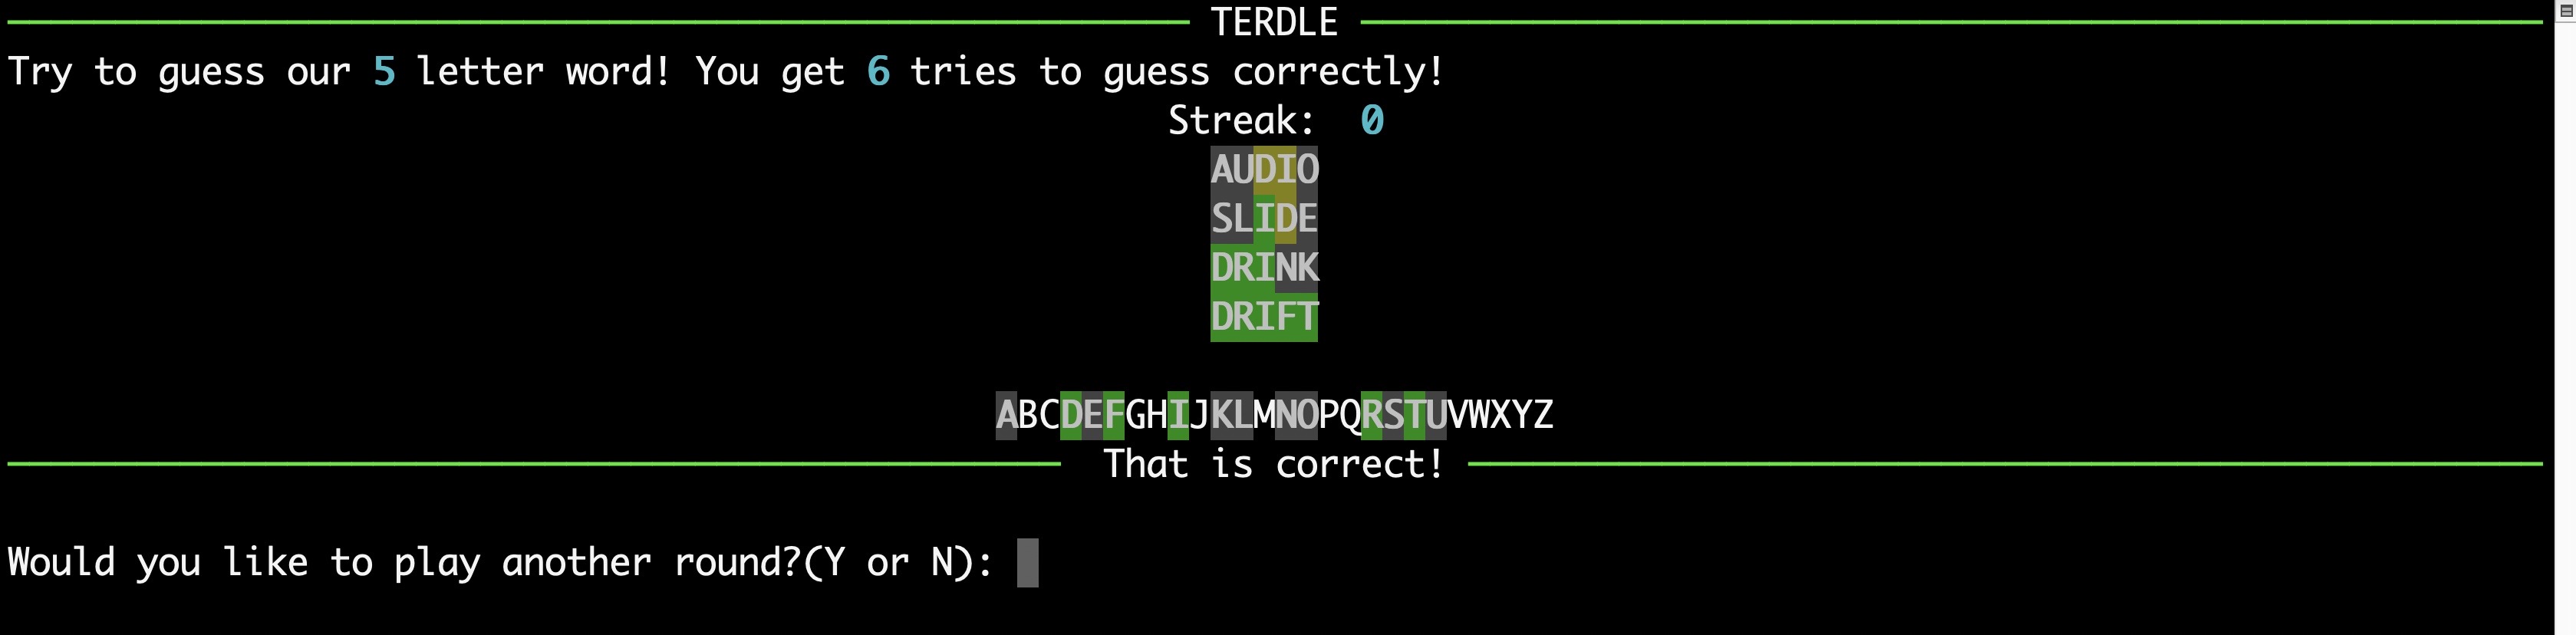 TERDLE
Try to guess our 5 letter word! You get 6 tries to guess correctly!
Streak: 0
AUDIO
SLIDE
DRINK
DRIFT
ABCDEFGHIJKLMNOPQRSTUVWXYZ
That is correct!
Would you like to play another round?(Y or N):